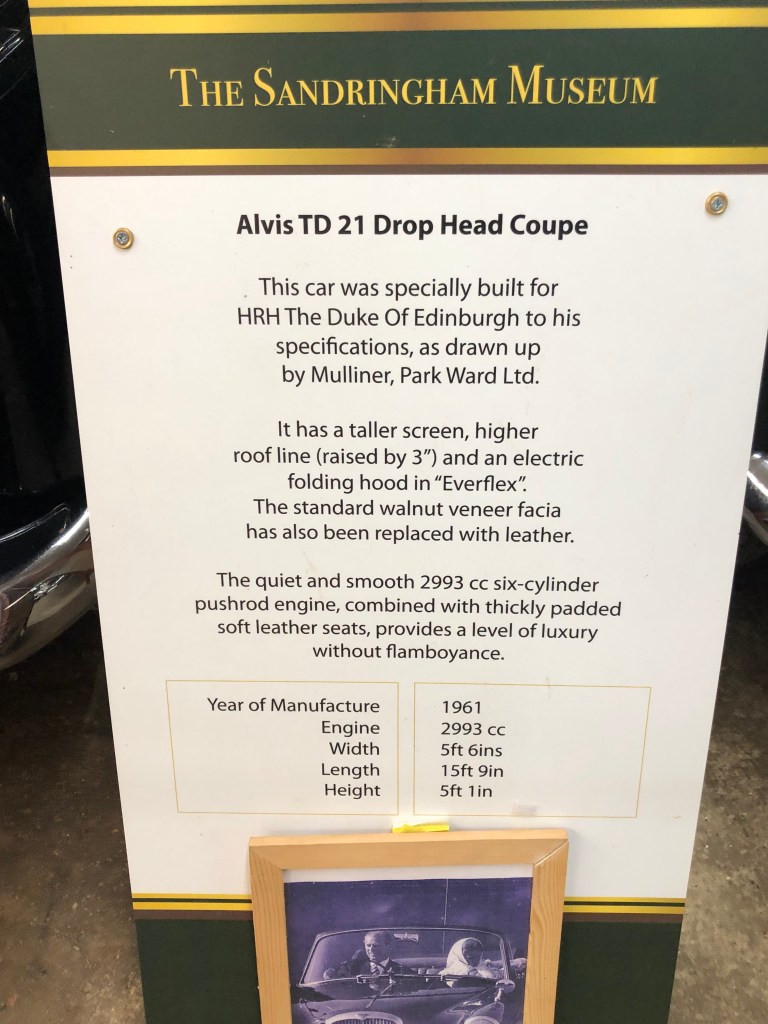 THE SANDRINGHAM MUSEUM
Alvis TD 21 Drop Head Coupe
This car was specially built for
HRH The Duke Of Edinburgh to his
specifications, as drawn up
by Mulliner, Park Ward Ltd.
It has a taller screen, higher
roof line (raised by 3”) and an electric
folding hood in “Everflex”.
The standard walnut veneer facia
has also been replaced with leather.
The quiet and smooth 2993 cc six-cylinder
pushrod engine, combined with thickly padded
soft leather seats, provides a level of luxury
without flamboyance.
Year of Manufacture 1961
Engine 2993 cc
Width 5ft 6ins
Length 15ft 9in
Height 5ft 1in